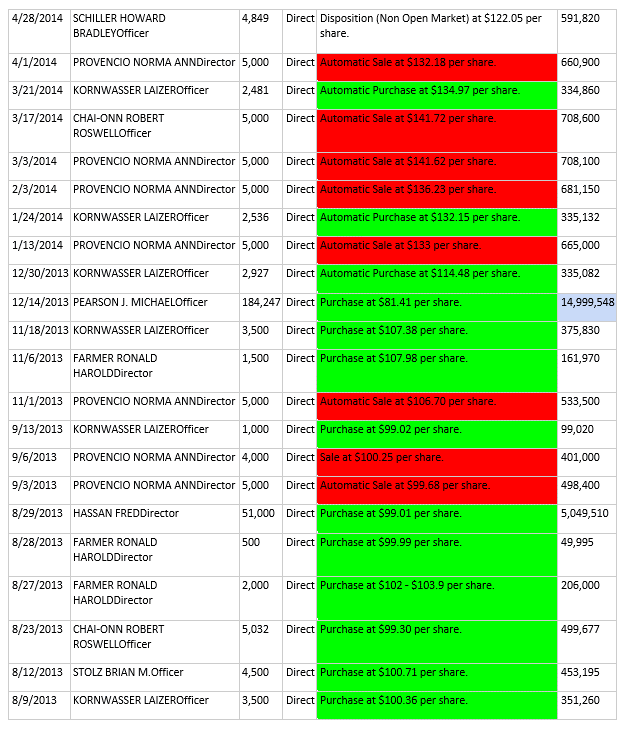 4/28/2014 SCHILLER HOWARD 4,849 Direct Disposition (Non Open Market) at $122.05 per 591,820
BRADLEYOfficer share.
4/1/2014 PROVENCIO NORMA ANNDirector 5,000 Direct Automatic Sale at $132.18 per share. 660,900
3/21/2014 KORNWASSER LAIZEROfficer 2,481 Direct Automatic Purchase at $134.97 per share. 334,860
3/17/2014 CHAI-ONN ROBERT 5,000 Direct Automatic Sale at $141.72 per share. 708,600
ROSWELLOfficer
3/3/2014 PROVENCIO NORMA ANNDirector 5,000 Direct Automatic Sale at $141.62 per share. 708,100
2/3/2014 PROVENCIO NORMA ANNDirector 5,000 Direct Automatic Sale at $136.23 per share. 681,150
1/24/2014 KORNWASSER LAIZEROfficer 2,536 Direct Automatic Purchase at $132.15 per share. 335,132
1/13/2014 PROVENCIO NORMA ANNDirector 5,000 Direct Automatic Sale at $133 per share. 665,000
12/30/2013 KORNWASSER LAIZEROfficer 2,927 Direct Automatic Purchase at $114.48 per share. 335,082
12/14/2013 PEARSON J. MICHAELOfficer 184,247 Direct Purchase at $81.41 per share. 14,999,548
11/18/2013 KORNWASSER LAIZEROfficer 3,500 Direct Purchase at $107.38 per share. 375,830
11/6/2013 FARMER RONALD 1,500 Direct Purchase at $107.98 per share. 161,970
HAROLDDirector
11/1/2013 PROVENCIO NORMA ANNDirector 5,000 Direct Automatic Sale at $106.70 per share. 533,500
9/13/2013 KORNWASSER LAIZEROfficer 1,000 Direct Purchase at $99.02 per share. 99,020
9/6/2013 PROVENCIO NORMA ANNDirector 4,000 Direct Sale at $100.25 per share. 401,000
9/3/2013 PROVENCIO NORMA ANNDirector 5,000 Direct Automatic Sale at $99.68 per share. 498,400
8/29/2013 HASSAN FREDDirector 51,000 Direct Purchase at $99.01 per share. 5,049,510
8/28/2013 FARMER RONALD 500 Direct Purchase at $99.99 per share. 49,995
HAROLDDirector
8/27/2013 FARMER RONALD 2,000 Direct Purchase at $102 - $103.9 per share. 206,000
HAROLDDirector
8/23/2013 CHAI-ONN ROBERT 5,032 Direct Purchase at $99.30 per share. 499,677
ROSWELLOfficer
8/12/2013 STOLZ BRIAN M.Officer 4,500 Direct Purchase at $100.71 per share. 453,195
8/9/2013 KORNWASSER LAIZEROfficer 3,500 Direct Purchase at $100.36 per share. 351,260